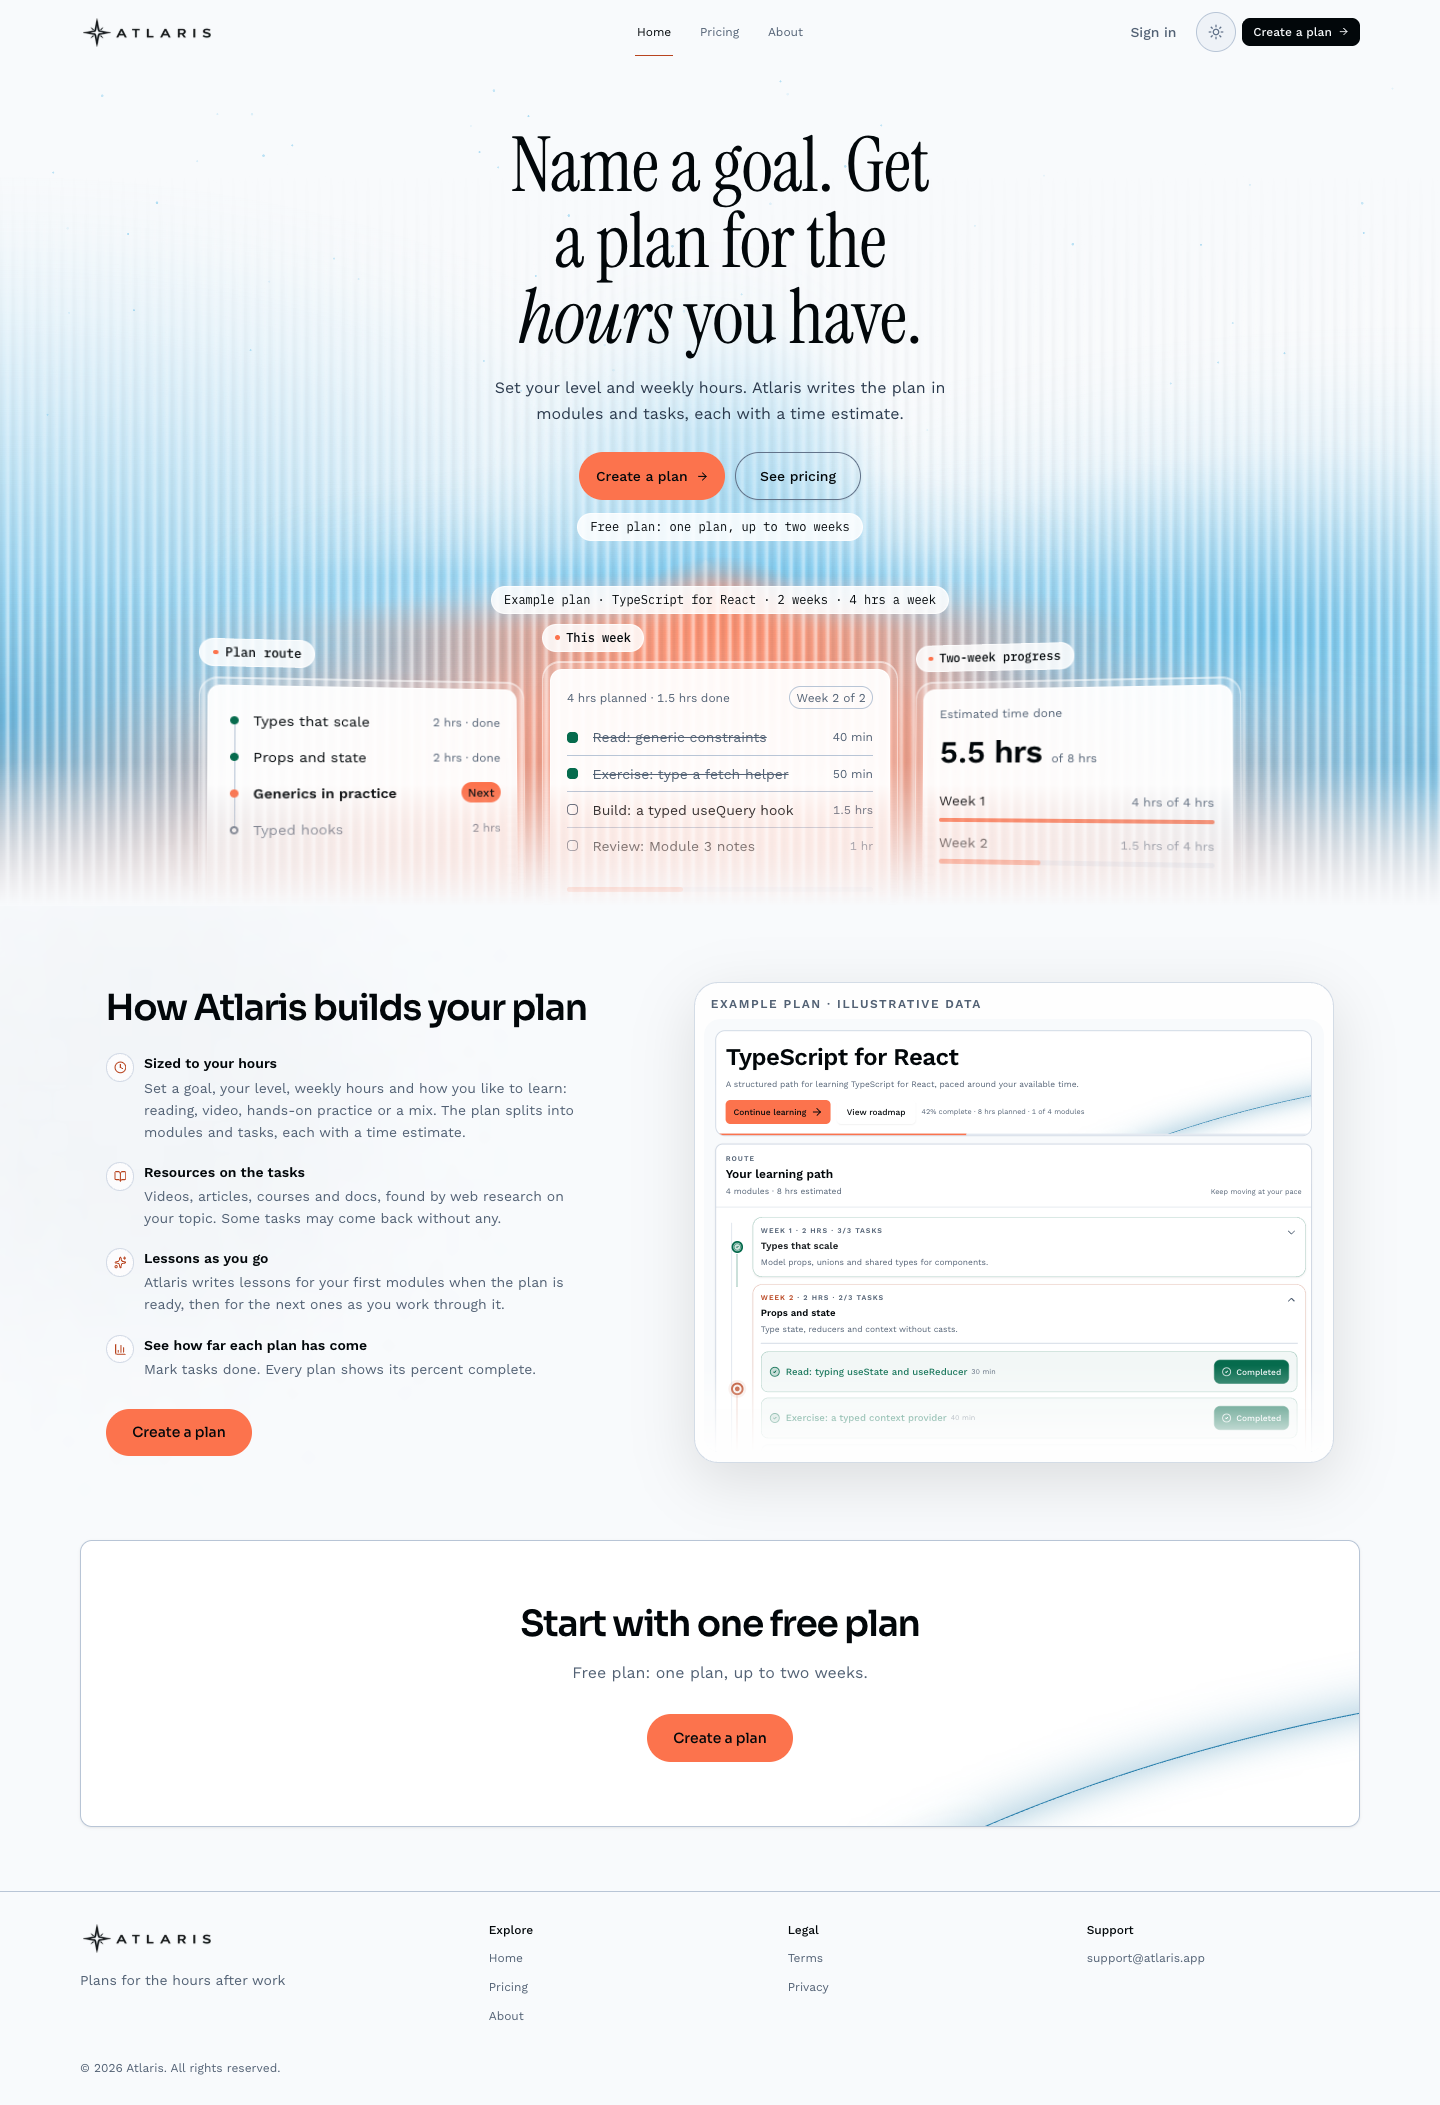 ATLARIS
Home
Pricing
About
Sign in
Create a plan →
Name a goal. Get
a plan for the
hours you have.
Set your level and weekly hours. Atlaris writes the plan in
modules and tasks, each with a time estimate.
Create a plan →
See pricing
Free plan: one plan, up to two weeks
Example plan · TypeScript for React · 2 weeks · 4 hrs a week
Plan route
Types that scale 2 hrs · done
Props and state 2 hrs · done
Generics in practice Next
Typed hooks 2 hrs
This week
4 hrs planned · 1.5 hrs done Week 2 of 2
Read: generic constraints 40 min
Exercise: type a fetch helper 50 min
Build: a typed useQuery hook 1.5 hrs
Review: Module 3 notes 1 hr
Two-week progress
Estimated time done
5.5 hrs of 8 hrs
Week 1 4 hrs of 4 hrs
Week 2 1.5 hrs of 4 hrs
How Atlaris builds your plan
Sized to your hours
Set a goal, your level, weekly hours and how you like to learn:
reading, video, hands-on practice or a mix. The plan splits into
modules and tasks, each with a time estimate.
Resources on the tasks
Videos, articles, courses and docs, found by web research on
your topic. Some tasks may come back without any.
Lessons as you go
Atlaris writes lessons for your first modules when the plan is
ready, then for the next ones as you work through it.
See how far each plan has come
Mark tasks done. Every plan shows its percent complete.
Create a plan
EXAMPLE PLAN · ILLUSTRATIVE DATA
TypeScript for React
A structured path for learning TypeScript for React, paced around your available time.
Continue learning → View roadmap 42% complete · 8 hrs planned · 1 of 4 modules
ROUTE
Your learning path
4 modules · 8 hrs estimated Keep moving at your pace
WEEK 1 · 2 HRS · 3/3 TASKS
Types that scale
Model props, unions and shared types for components.
WEEK 2 · 2 HRS · 2/3 TASKS
Props and state
Type state, reducers and context without casts.
Read: typing useState and useReducer 30 min Completed
Exercise: a typed context provider 40 min Completed
Start with one free plan
Free plan: one plan, up to two weeks.
Create a plan
ATLARIS
Plans for the hours after work
Explore
Home
Pricing
About
Legal
Terms
Privacy
Support
support@atlaris.app
© 2026 Atlaris. All rights reserved.